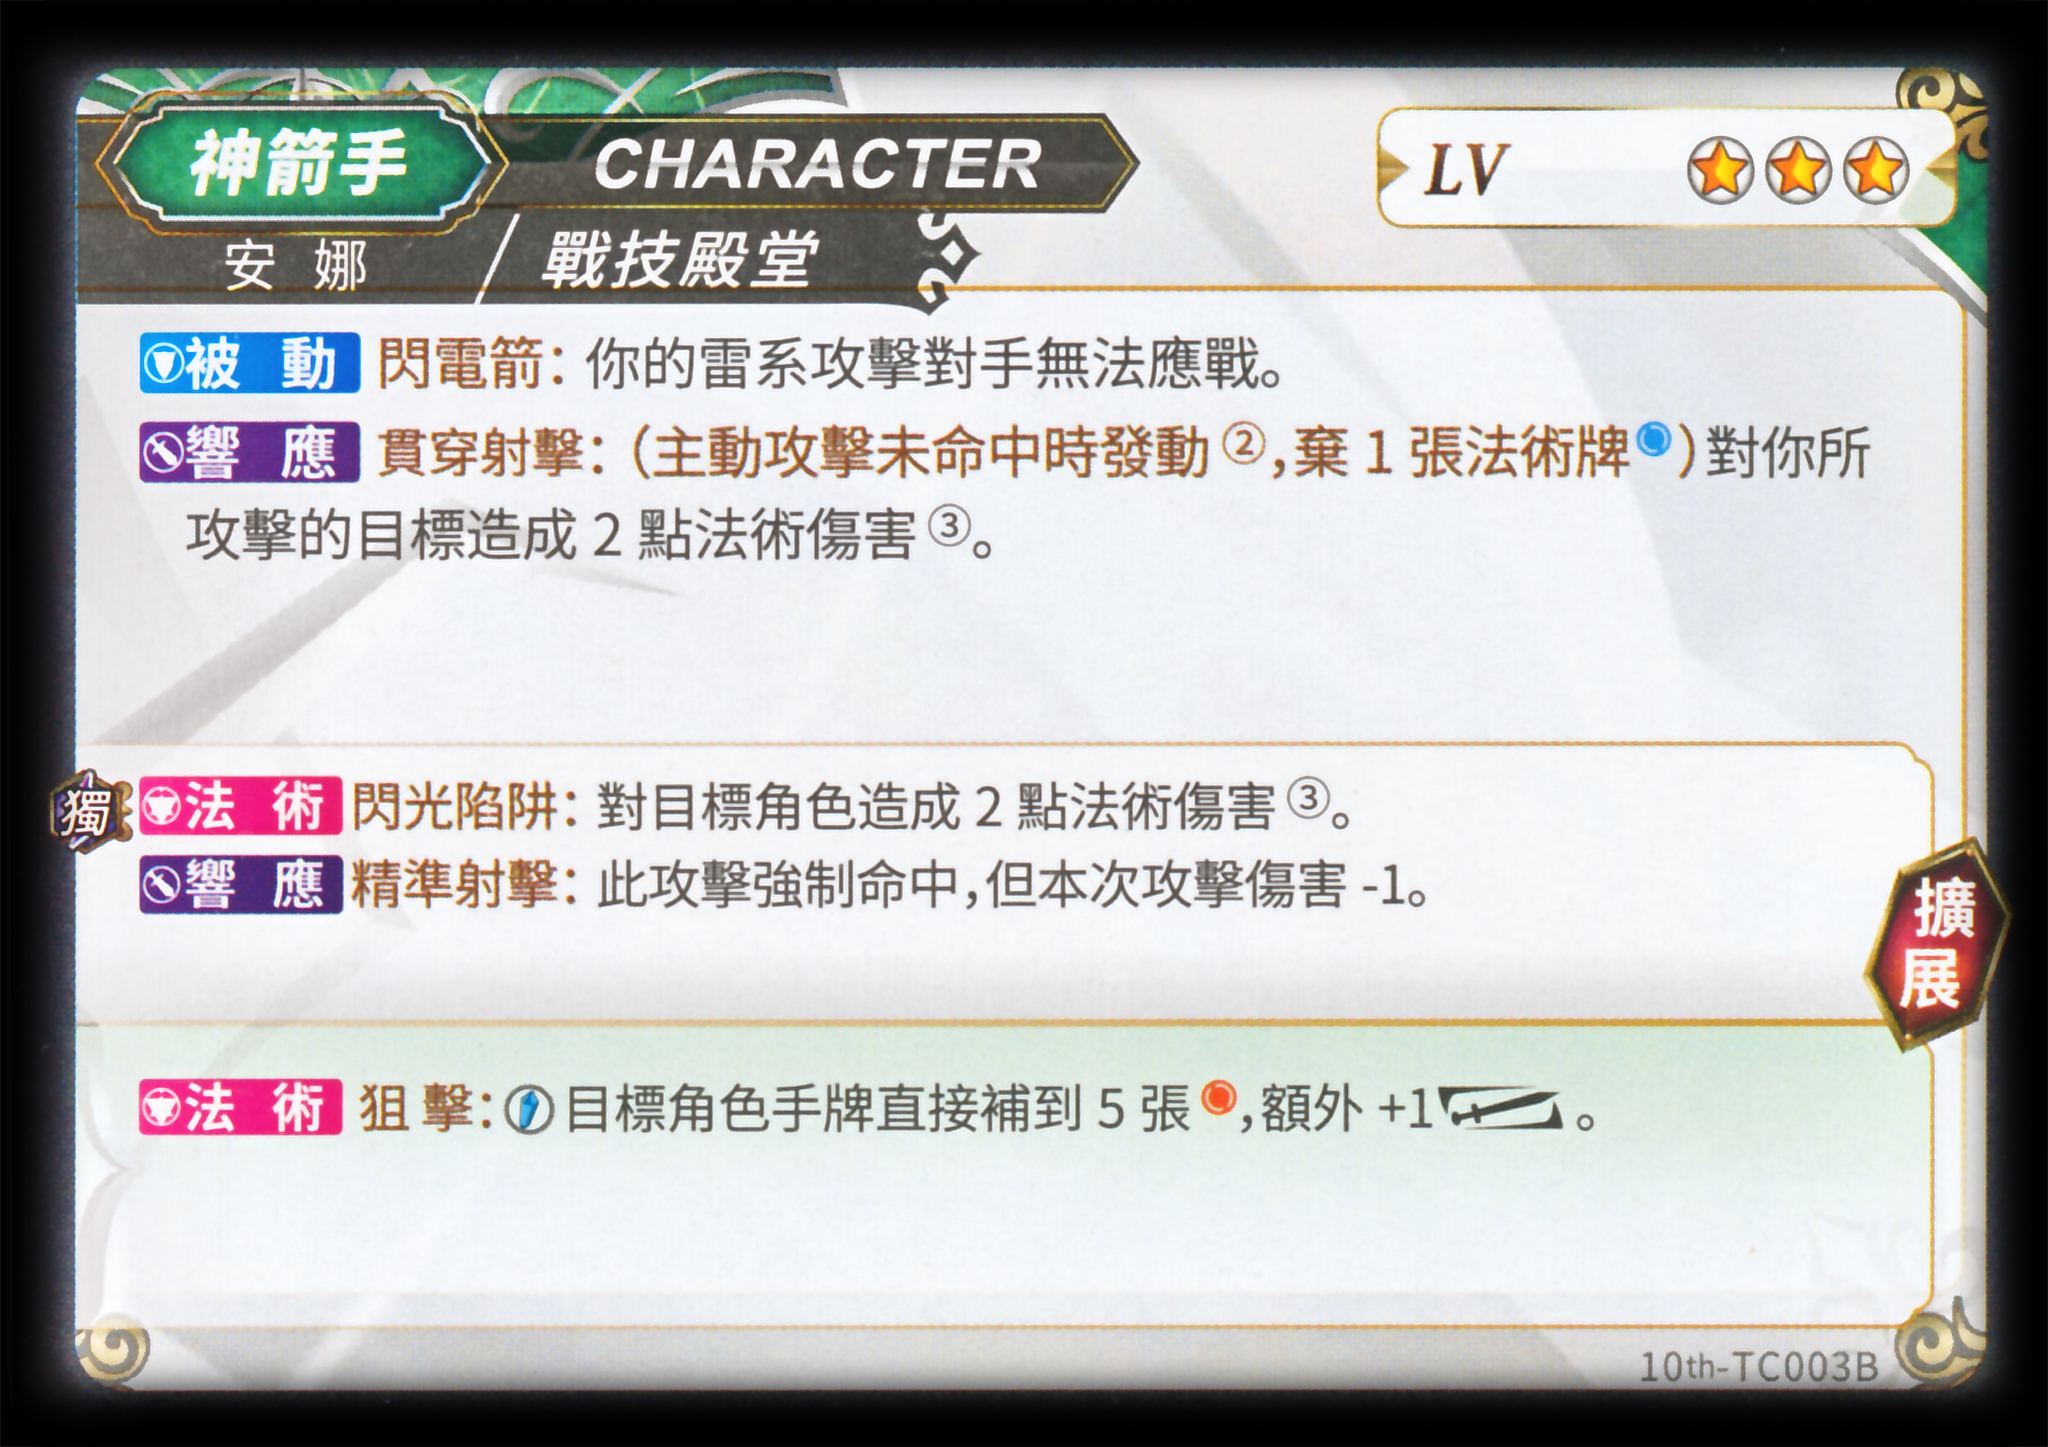 神箭手 CHARACTER LV
安娜 / 戰技殿堂
被動 閃電箭：你的雷系攻擊對手無法應戰。
響應 貫穿射擊：（主動攻擊未命中時發動②，棄 1 張法術牌）對你所
攻擊的目標造成 2 點法術傷害③。
獨 法術 閃光陷阱：對目標角色造成 2 點法術傷害③。
響應 精準射擊：此攻擊強制命中，但本次攻擊傷害 -1。
擴展
法術 狙擊：目標角色手牌直接補到 5 張，額外 +1。
10th-TC003B